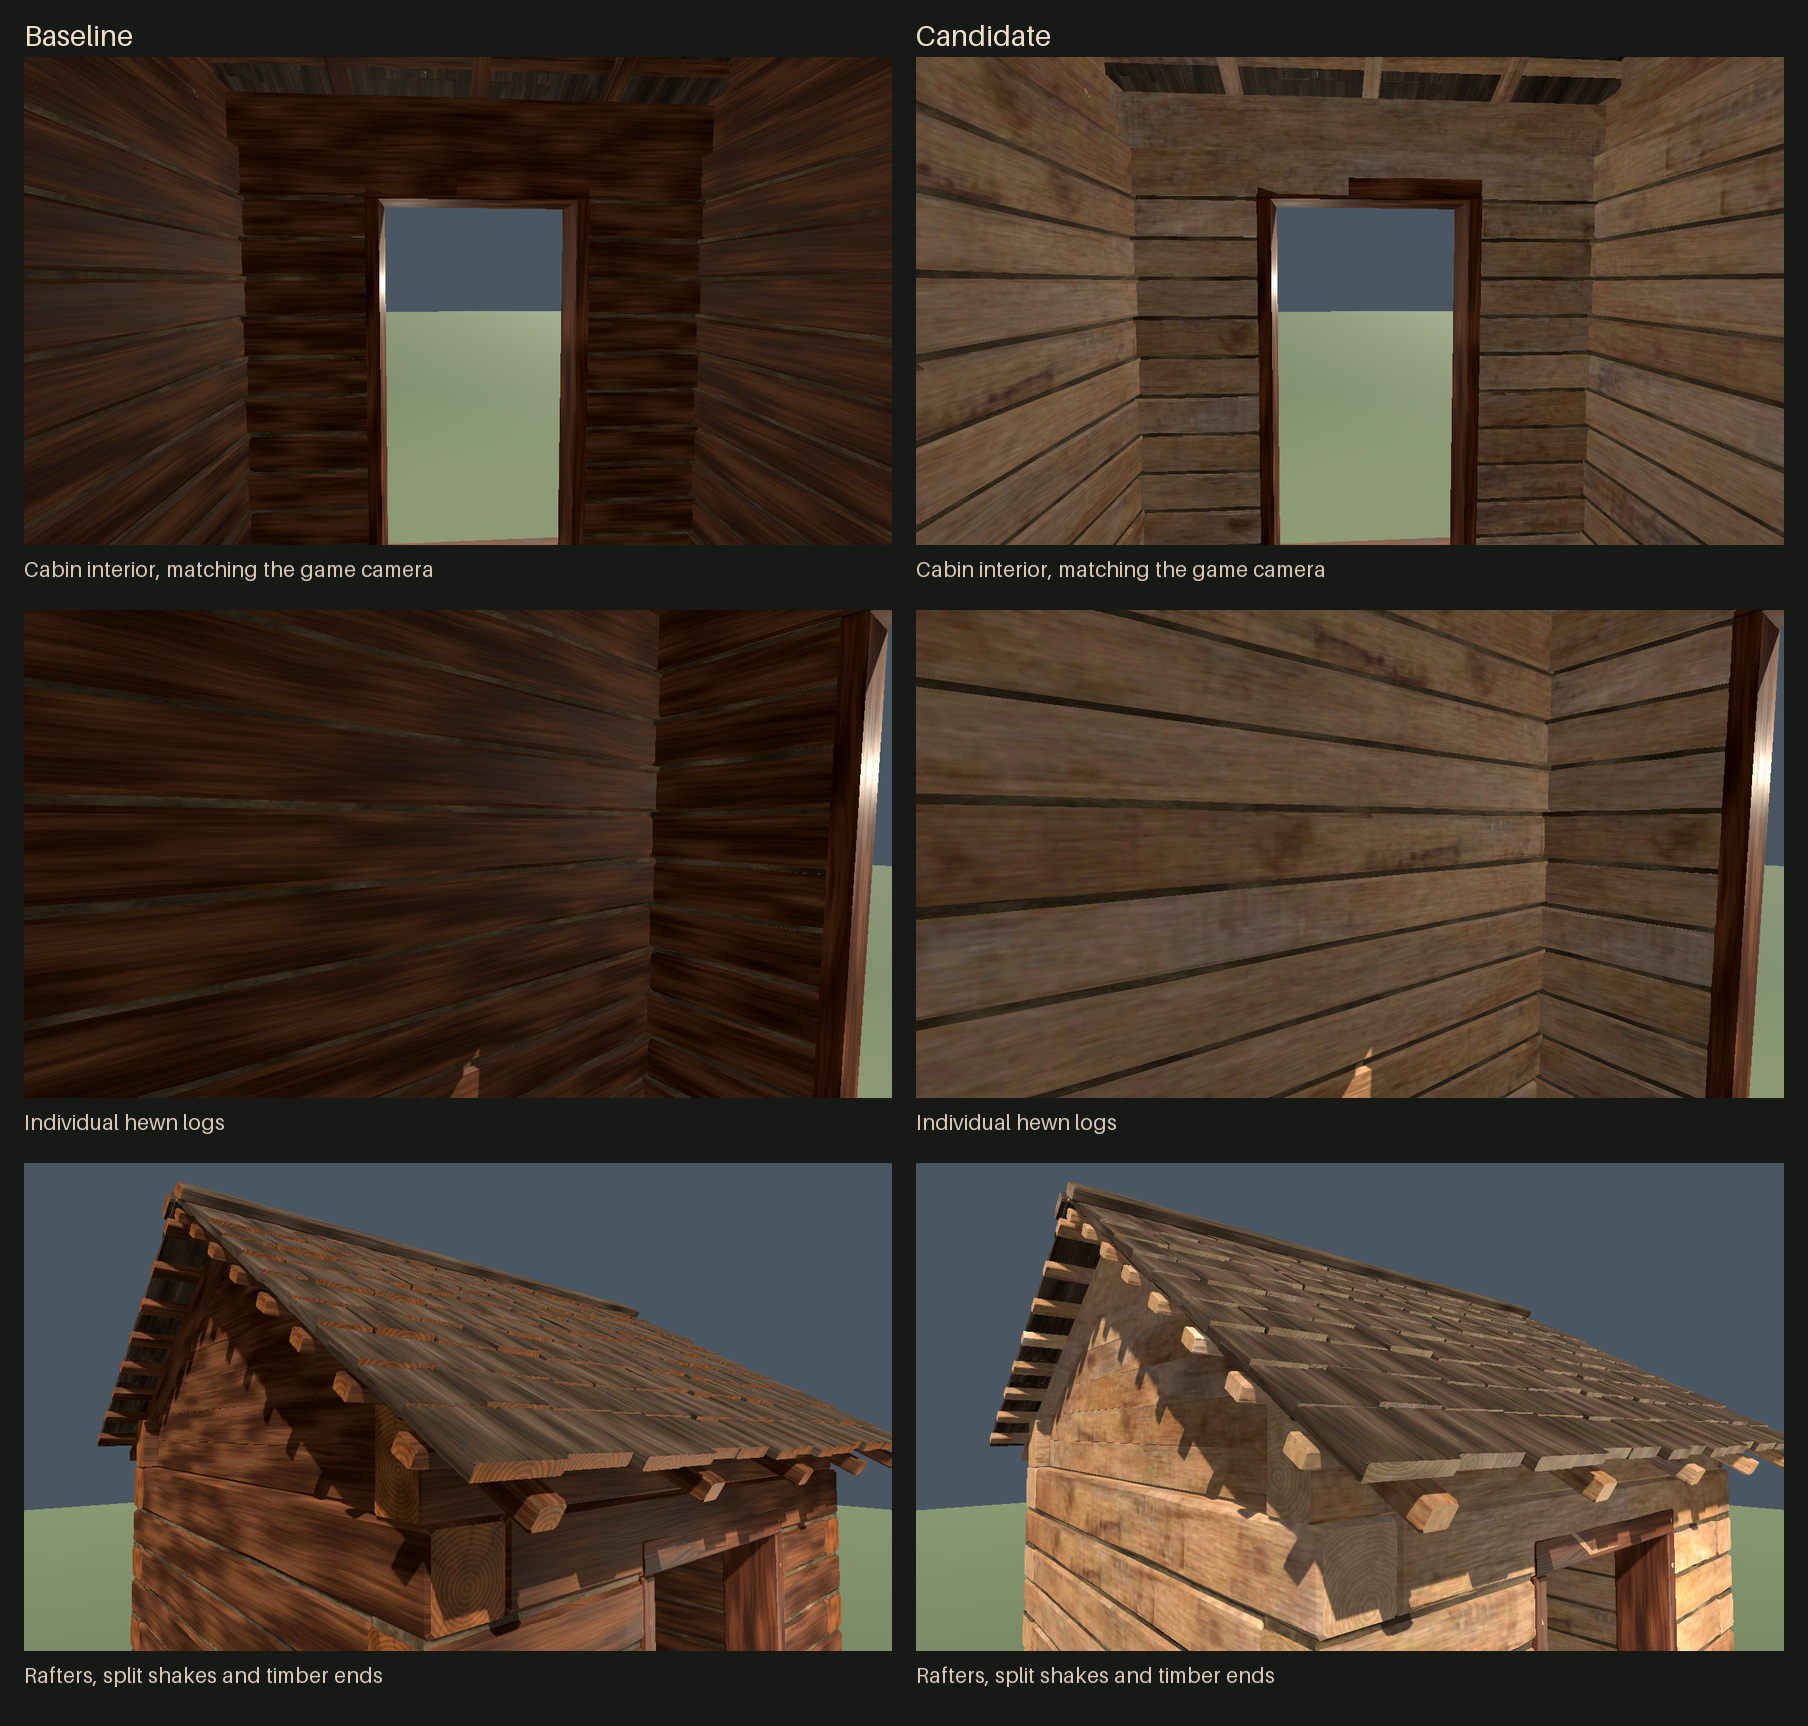 Baseline
Candidate
Cabin interior, matching the game camera
Cabin interior, matching the game camera
Individual hewn logs
Individual hewn logs
Rafters, split shakes and timber ends
Rafters, split shakes and timber ends